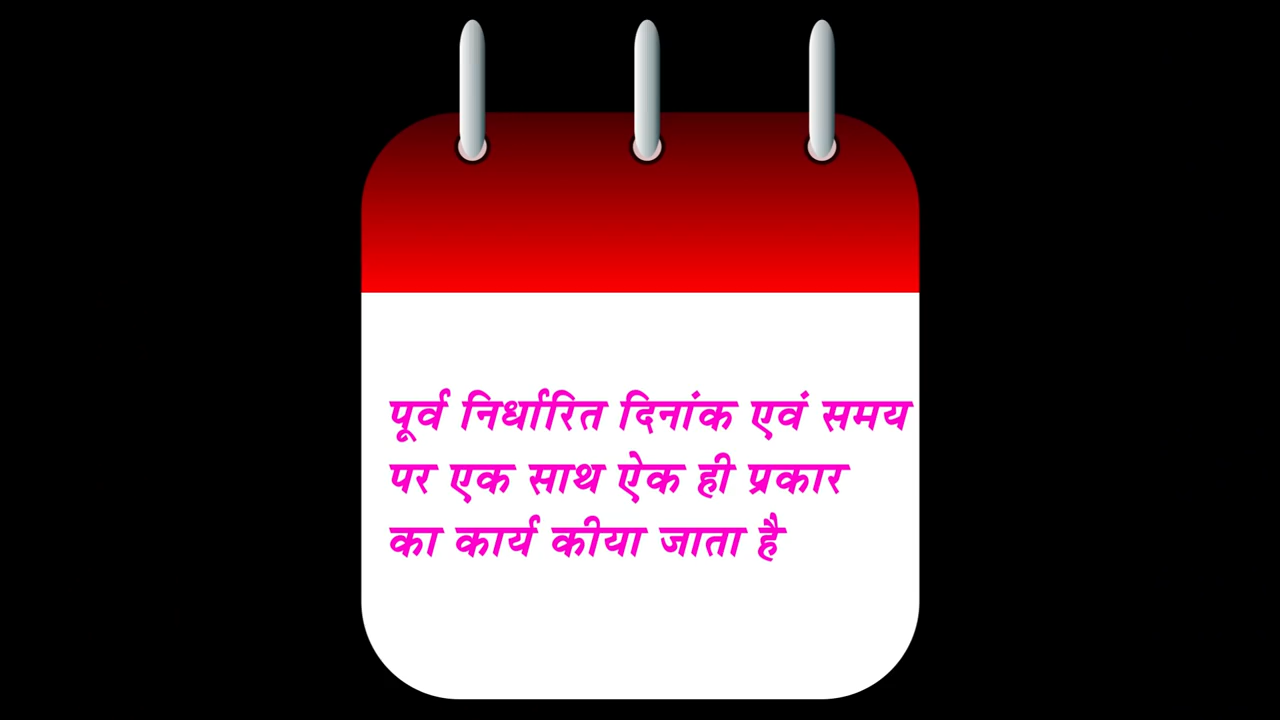 पूर्व निर्धारित दिनांक एवं समय
पर एक साथ ऐक ही प्रकार
का कार्य कीया जाता है